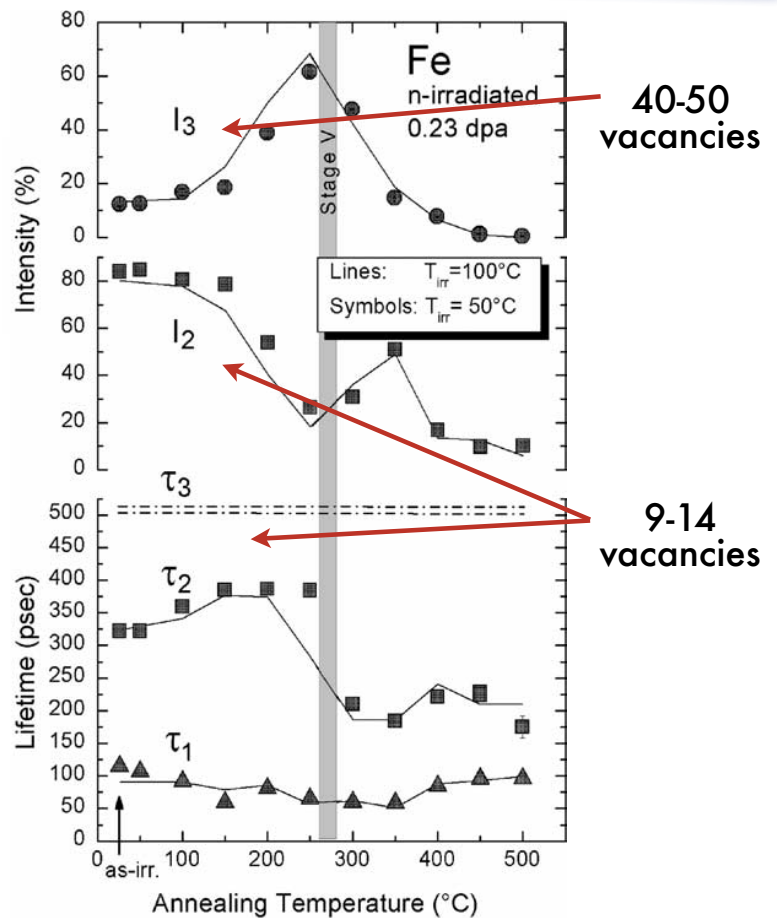 80
60
40
20
0
I3
Fe
n-irradiated
0.23 dpa
Stage V
40-50
vacancies
Intensity (%)
80
60
40
20
0
I2
Lines: Tirr=100°C
Symbols: Tirr= 50°C
τ3
9-14
vacancies
Lifetime (psec)
500
450
400
350
300
250
200
150
100
50
0
τ2
τ1
as-irr.
0 100 200 300 400 500
Annealing Temperature (°C)